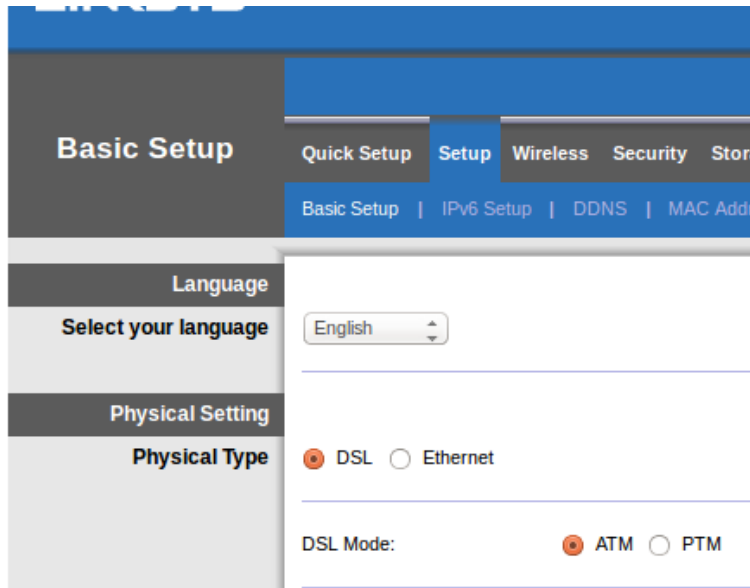 Basic Setup
Quick Setup Setup Wireless Security
Basic Setup | IPv6 Setup | DDNS | MAC
Language
Select your language English
Physical Setting
Physical Type DSL Ethernet
DSL Mode: ATM PTM